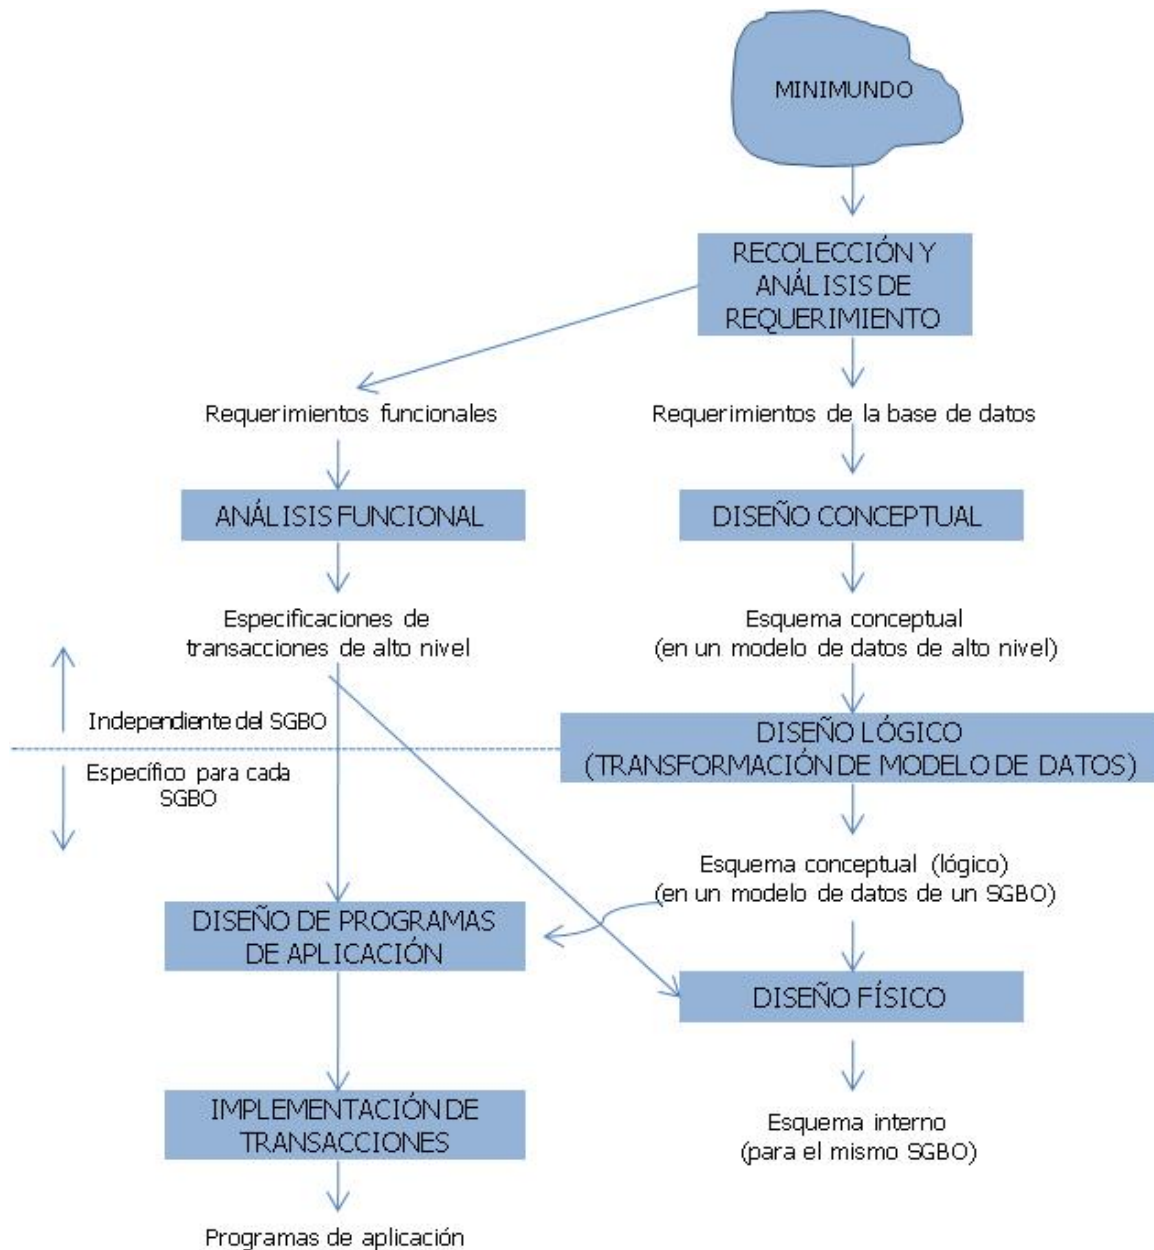 MINIMUNDO
RECOLECCIÓN Y
ANÁLISIS DE
REQUERIMIENTO
Requerimientos funcionales
Requerimientos de la base de datos
ANÁLISIS FUNCIONAL
DISEÑO CONCEPTUAL
Especificaciones de
transacciones de alto nivel
Esquema conceptual
(en un modelo de datos de alto nivel)
Independiente del SGBO
DISEÑO LÓGICO
(TRANSFORMACIÓN DE MODELO DE DATOS)
Específico para cada
SGBO
Esquema conceptual (lógico)
(en un modelo de datos de un SGBO)
DISEÑO DE PROGRAMAS
DE APLICACIÓN
DISEÑO FÍSICO
IMPLEMENTACIÓN DE
TRANSACCIONES
Esquema interno
(para el mismo SGBO)
Programas de aplicación